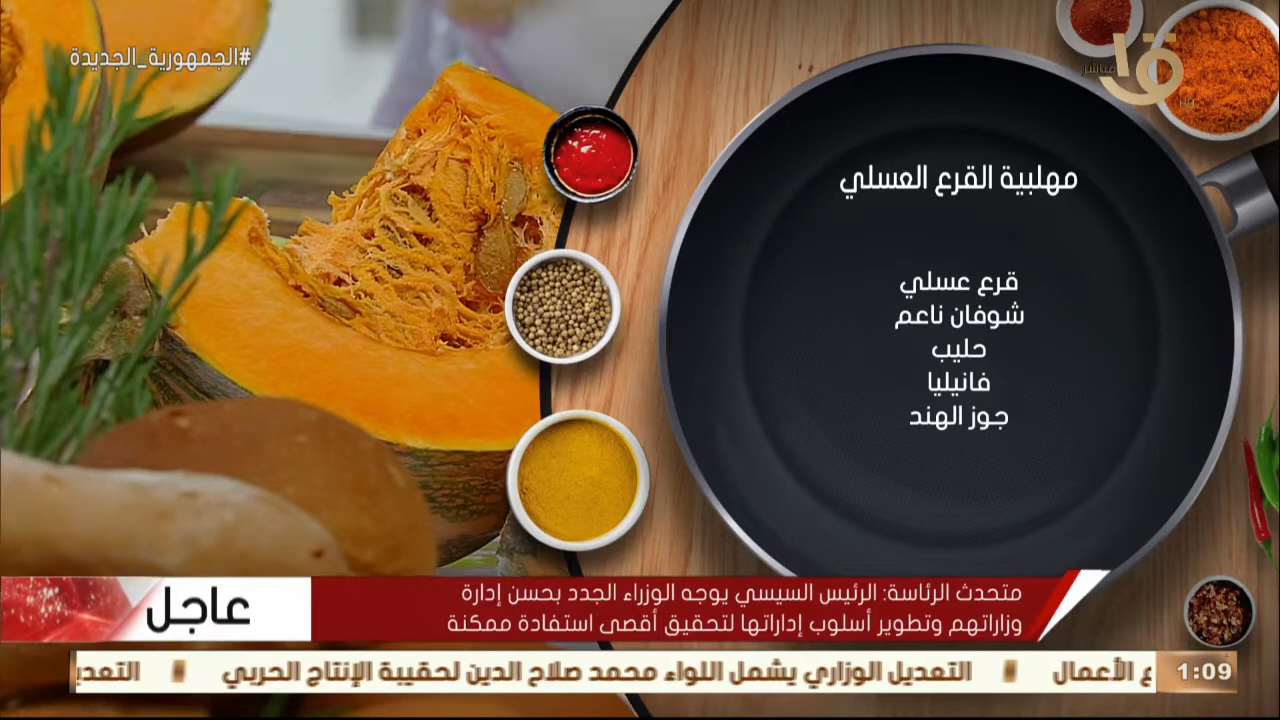 #الجمهورية_الجديدة
مباشر
HD
مهلبية القرع العسلي
قرع عسلي
شوفان ناعم
حليب
فانيليا
جوز الهند
عاجل
متحدث الرئاسة: الرئيس السيسي يوجه الوزراء الجدد بحسن إدارة
وزاراتهم وتطوير أسلوب إداراتها لتحقيق أقصى استفادة ممكنة
1:09
ع الأعمال التعديل الوزاري يشمل اللواء محمد صلاح الدين لحقيبة الإنتاج الحربي